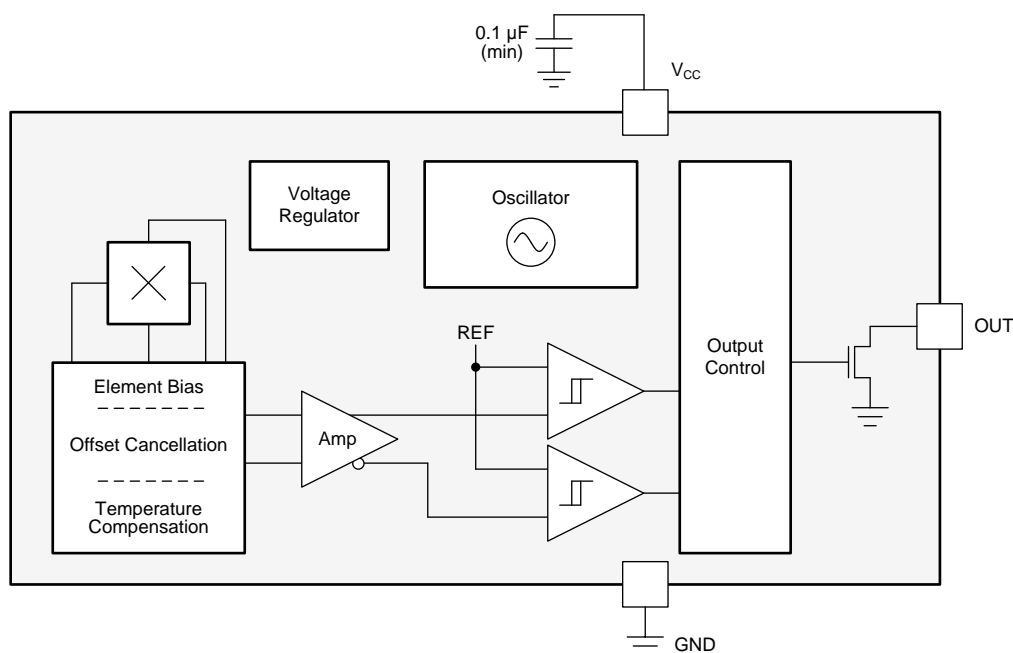 0.1 µF
(min)
VCC
Voltage
Regulator
Oscillator
REF
OUT
Output
Control
Element Bias
Amp
Offset Cancellation
Temperature
Compensation
GND